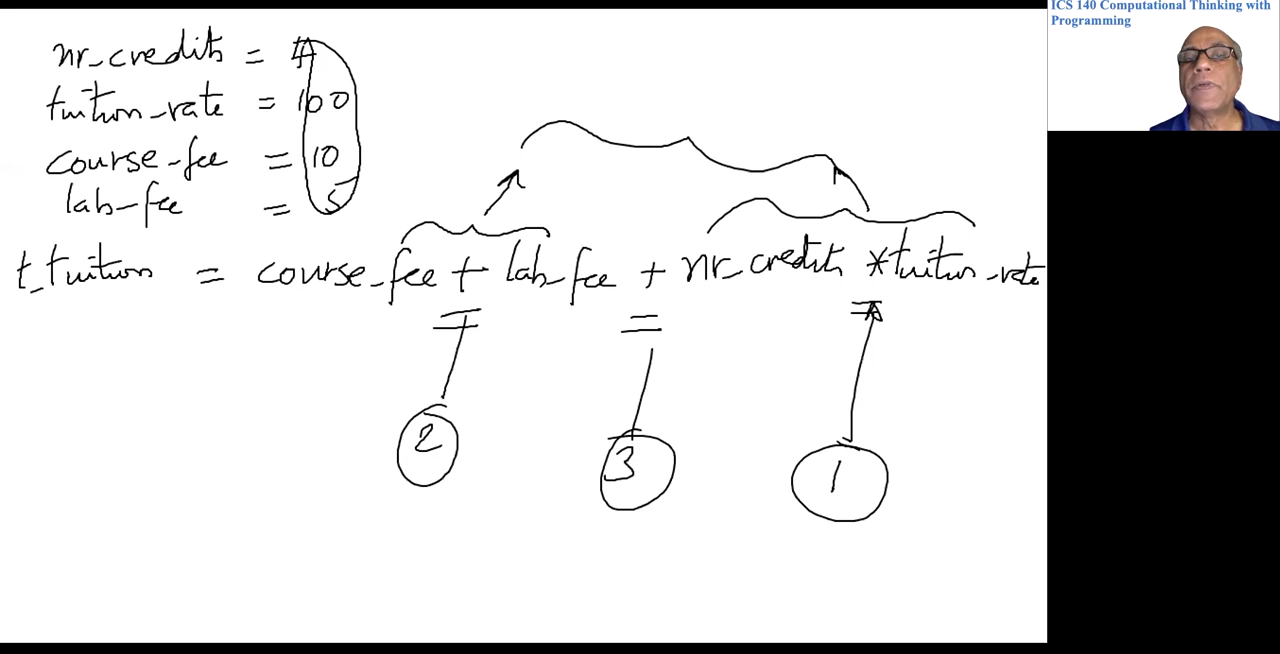 ICS 140 Computational Thinking with
Programming
nr_credits = 4
tuition_rate = 100
course_fee = 10
lab_fee = 5
t_tuition = course_fee + lab_fee + nr_credits * tuition_rate
2 3 1